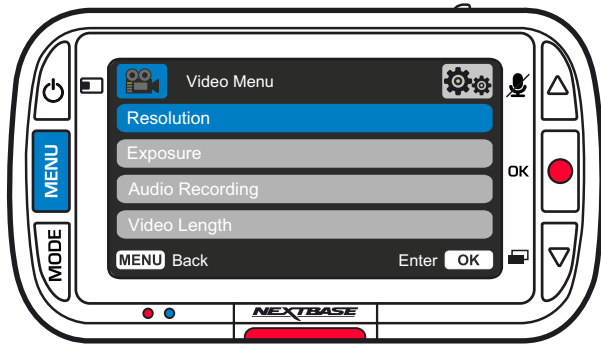 Video Menu
Resolution
MENU
Exposure
OK
Audio Recording
Video Length
MODE
MENU Back
Enter OK
NEXTBASE